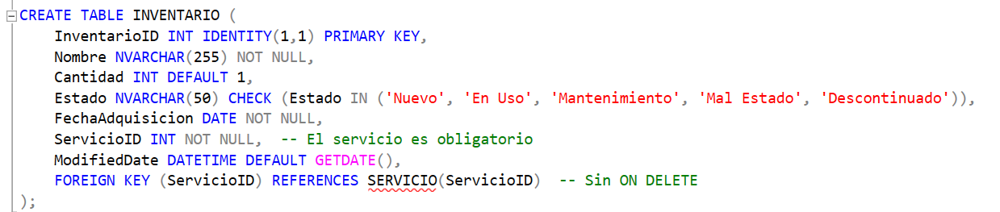 CREATE TABLE INVENTARIO (
    InventarioID INT IDENTITY(1,1) PRIMARY KEY,
    Nombre NVARCHAR(255) NOT NULL,
    Cantidad INT DEFAULT 1,
    Estado NVARCHAR(50) CHECK (Estado IN ('Nuevo', 'En Uso', 'Mantenimiento', 'Mal Estado', 'Descontinuado')),
    FechaAdquisicion DATE NOT NULL,
    ServicioID INT NOT NULL,  -- El servicio es obligatorio
    ModifiedDate DATETIME DEFAULT GETDATE(),
    FOREIGN KEY (ServicioID) REFERENCES SERVICIO(ServicioID)  -- Sin ON DELETE
);